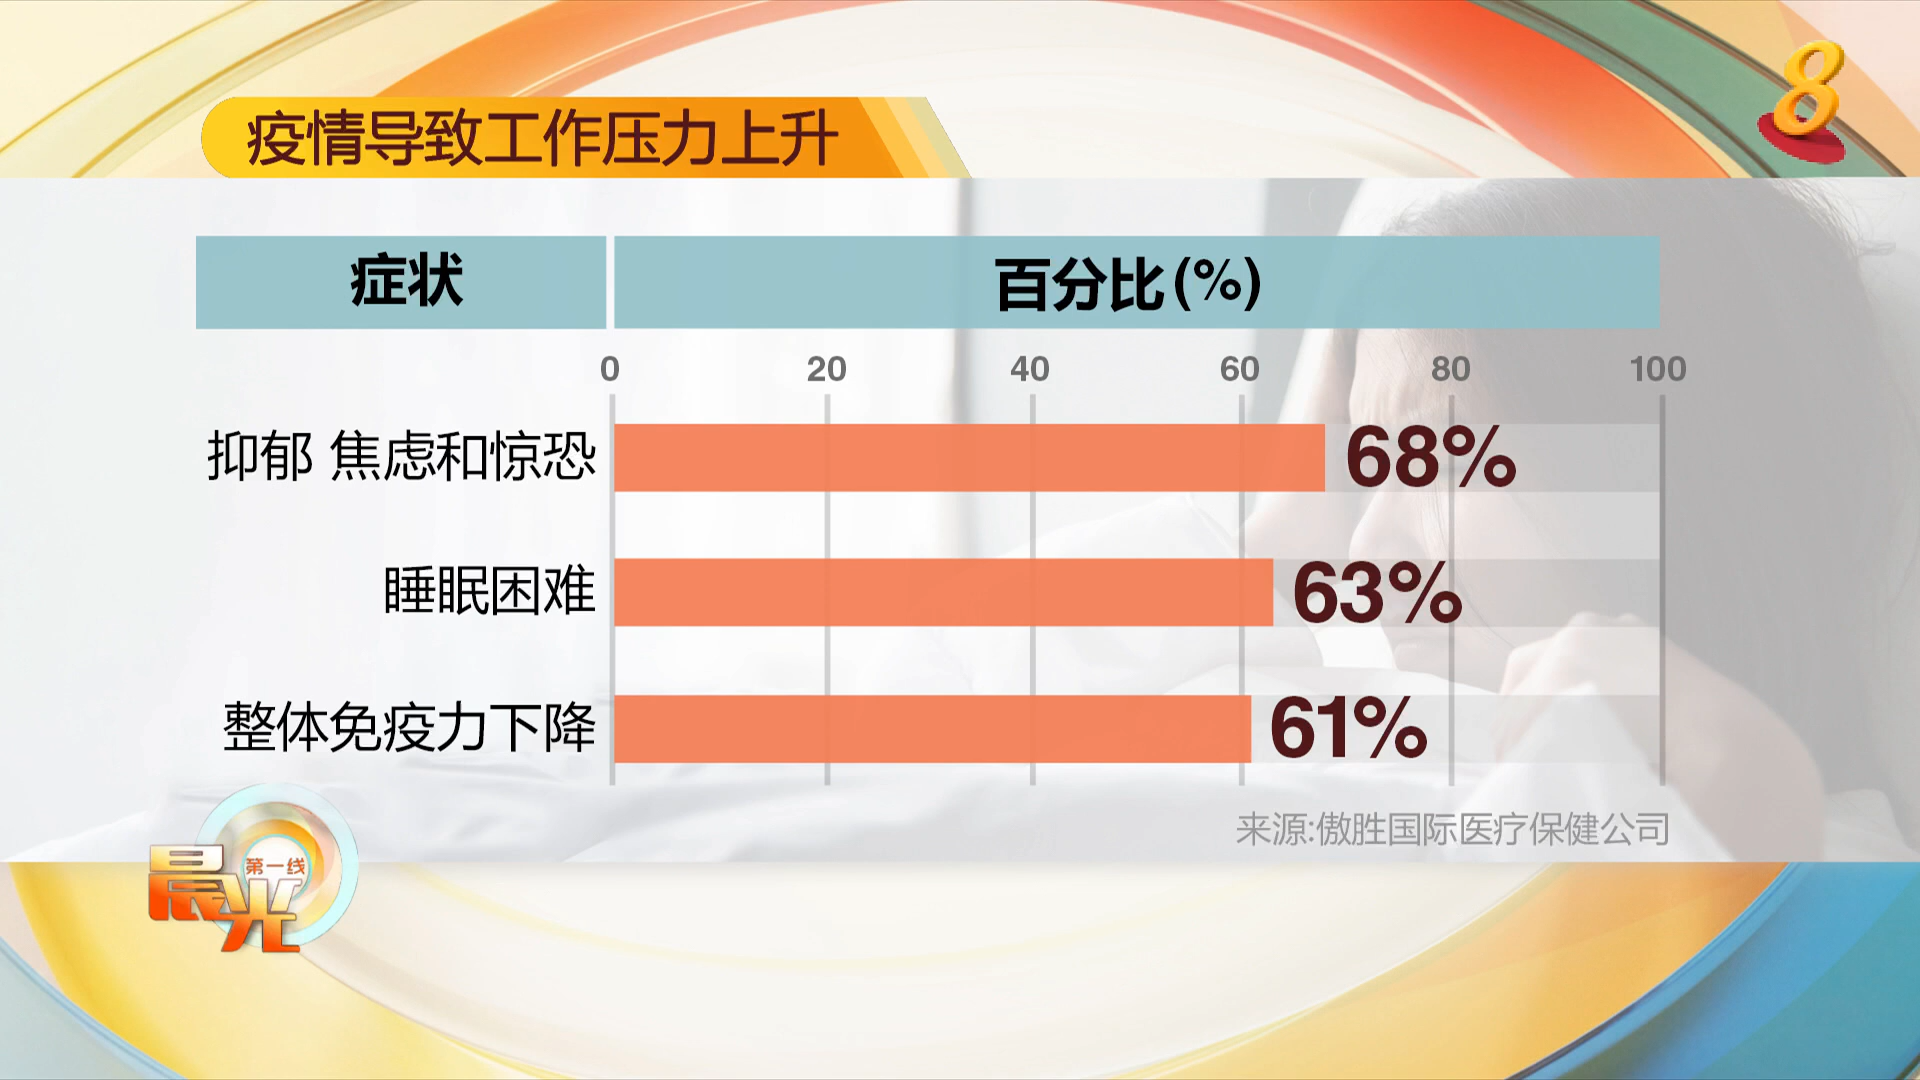 8
疫情导致工作压力上升
症状 百分比(%)
0 20 40 60 80 100
抑郁 焦虑和惊恐 68%
睡眠困难 63%
整体免疫力下降 61%
来源:傲胜国际医疗保健公司
晨光
第一线